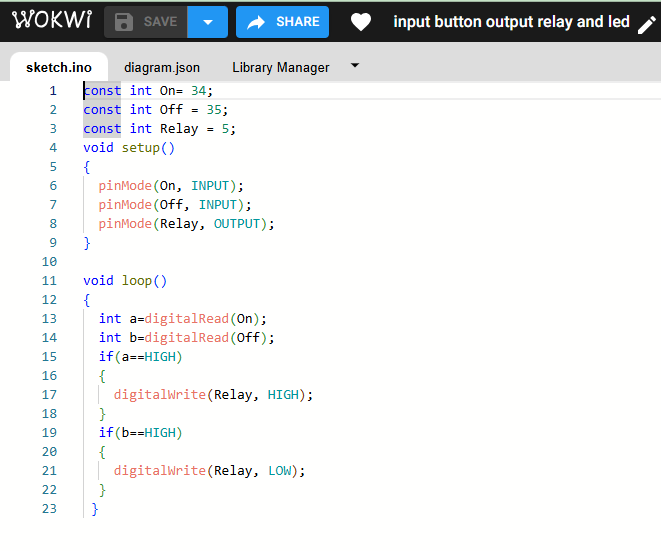 WOKWi SAVE SHARE input button output relay and led
sketch.ino diagram.json Library Manager
1 const int On= 34;
2 const int Off = 35;
3 const int Relay = 5;
4 void setup()
5 {
6 pinMode(On, INPUT);
7 pinMode(Off, INPUT);
8 pinMode(Relay, OUTPUT);
9 }
10
11 void loop()
12 {
13 int a=digitalRead(On);
14 int b=digitalRead(Off);
15 if(a==HIGH)
16 {
17 digitalWrite(Relay, HIGH);
18 }
19 if(b==HIGH)
20 {
21 digitalWrite(Relay, LOW);
22 }
23 }